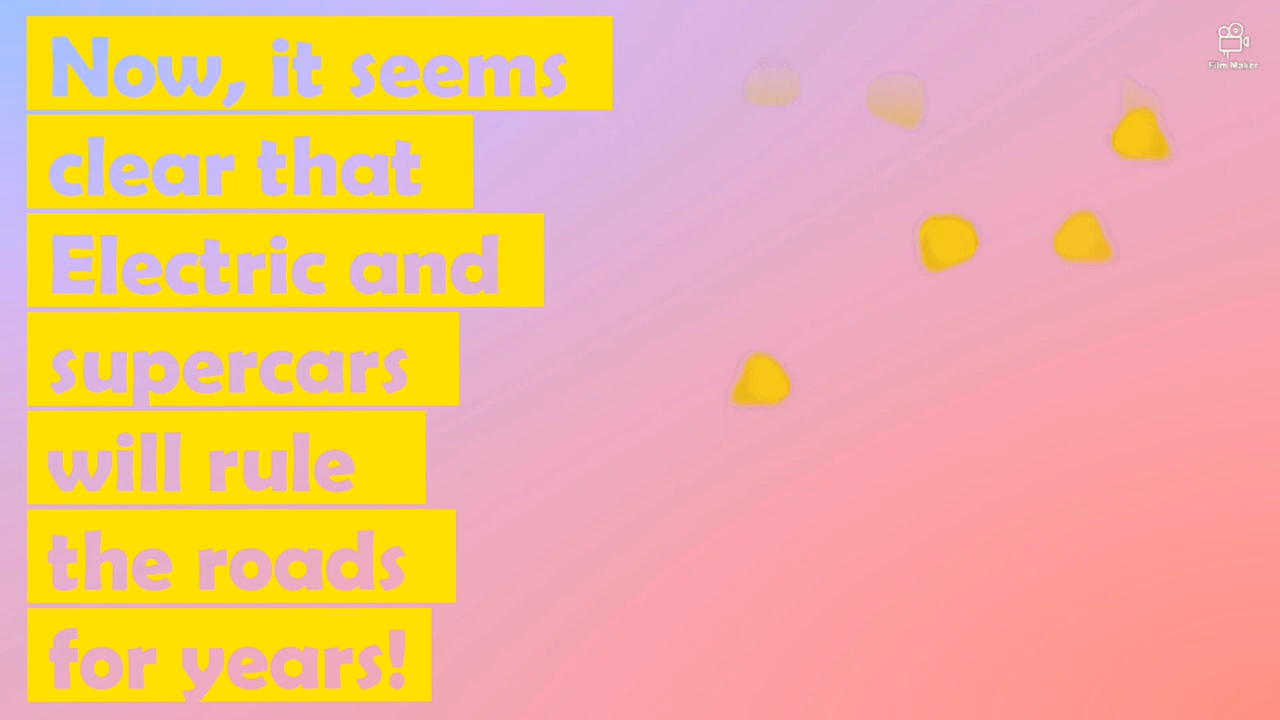 Now, it seems
clear that
Electric and
supercars
will rule
the roads
for years!
Film Maker